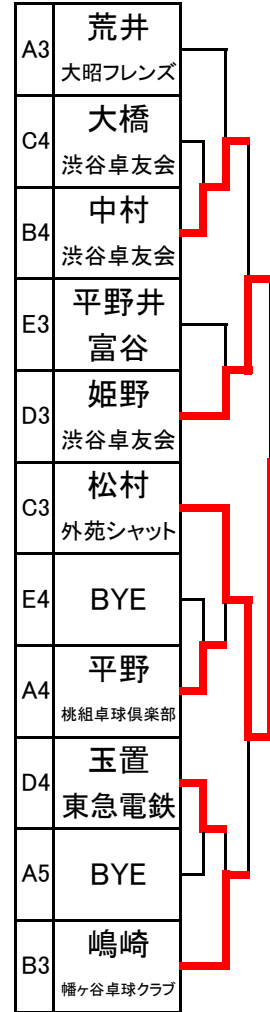 A3
荒井
大昭フレンズ
C4
大橋
渋谷卓友会
B4
中村
渋谷卓友会
E3
平野井
富谷
D3
姫野
渋谷卓友会
C3
松村
外苑シャット
E4
BYE
A4
平野
桃組卓球倶楽部
D4
玉置
東急電鉄
A5
BYE
B3
嶋崎
幡ヶ谷卓球クラブ